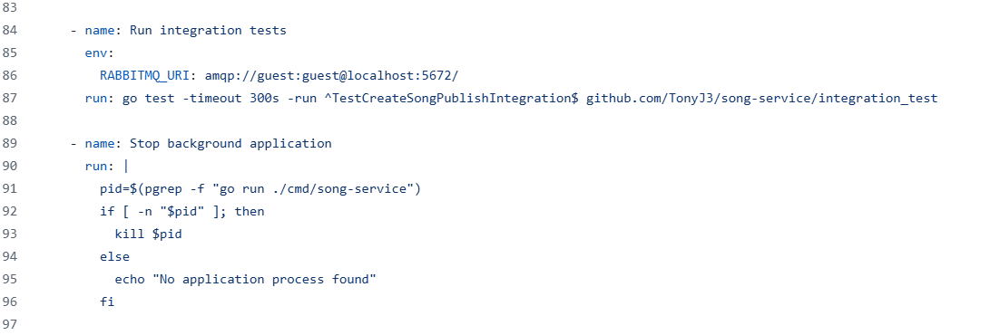 83
84 - name: Run integration tests
85 env:
86 RABBITMQ_URI: amqp://guest:guest@localhost:5672/
87 run: go test -timeout 300s -run ^TestCreateSongPublishIntegration$ github.com/TonyJ3/song-service/integration_test
88
89 - name: Stop background application
90 run: |
91 pid=$(pgrep -f "go run ./cmd/song-service")
92 if [ -n "$pid" ]; then
93 kill $pid
94 else
95 echo "No application process found"
96 fi
97